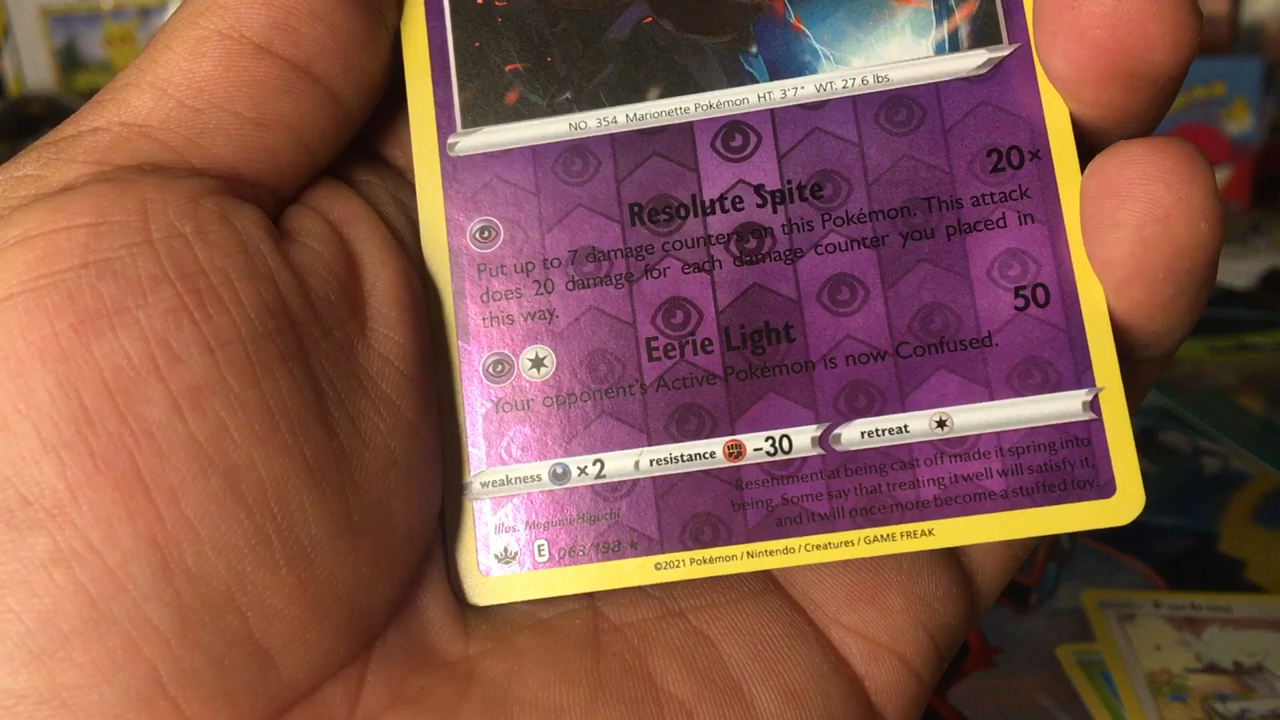 NO. 354 Marionette Pokémon HT: 3'7" WT: 27.6 lbs.
Resolute Spite 20×
Put up to 7 damage counters on this Pokémon. This attack
does 20 damage for each damage counter you placed in
this way.
Eerie Light 50
Your opponent's Active Pokémon is now Confused.
weakness ×2 resistance -30 retreat
Resentment at being cast off made it spring into
being. Some say that treating it well will satisfy it,
and it will once more become a stuffed toy.
Illus. Megumi Higuchi
E 063/198 ★
©2021 Pokémon / Nintendo / Creatures / GAME FREAK